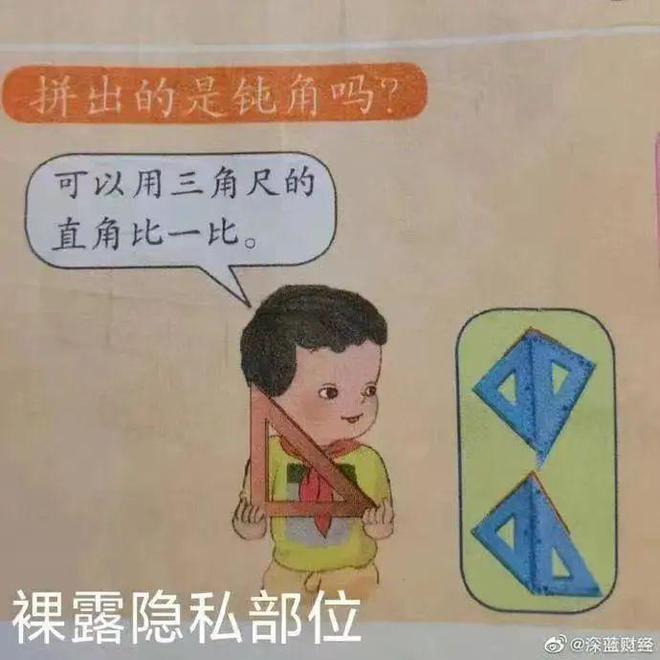 拼出的是钝角吗？
可以用三角尺的
直角比一比。
裸露隐私部位
@深蓝财经